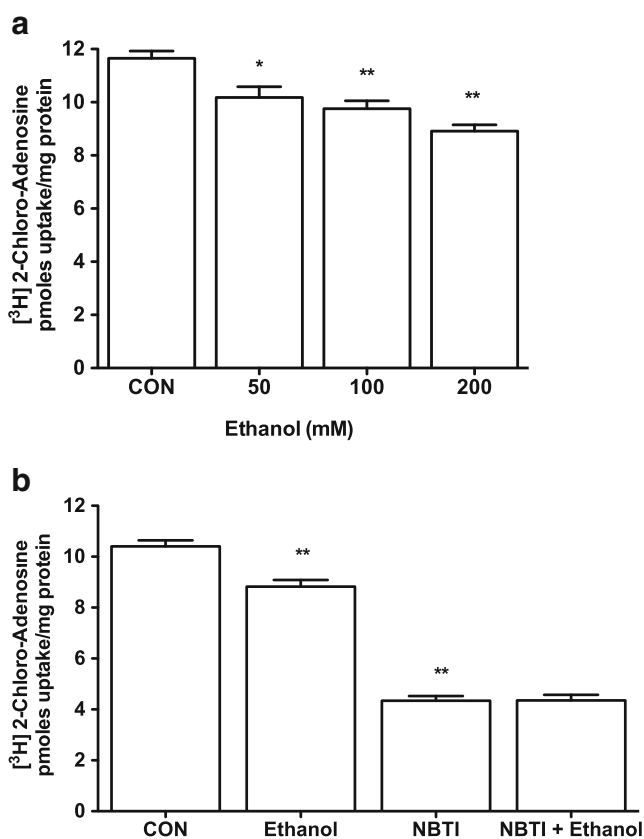 a
[³H] 2-Chloro-Adenosine
pmoles uptake/mg protein
12
10
8
6
4
2
0
*
**
**
CON 50 100 200
Ethanol (mM)
b
[³H] 2-Chloro-Adenosine
pmoles uptake/mg protein
12
10
8
6
4
2
0
**
**
CON Ethanol NBTI NBTI + Ethanol